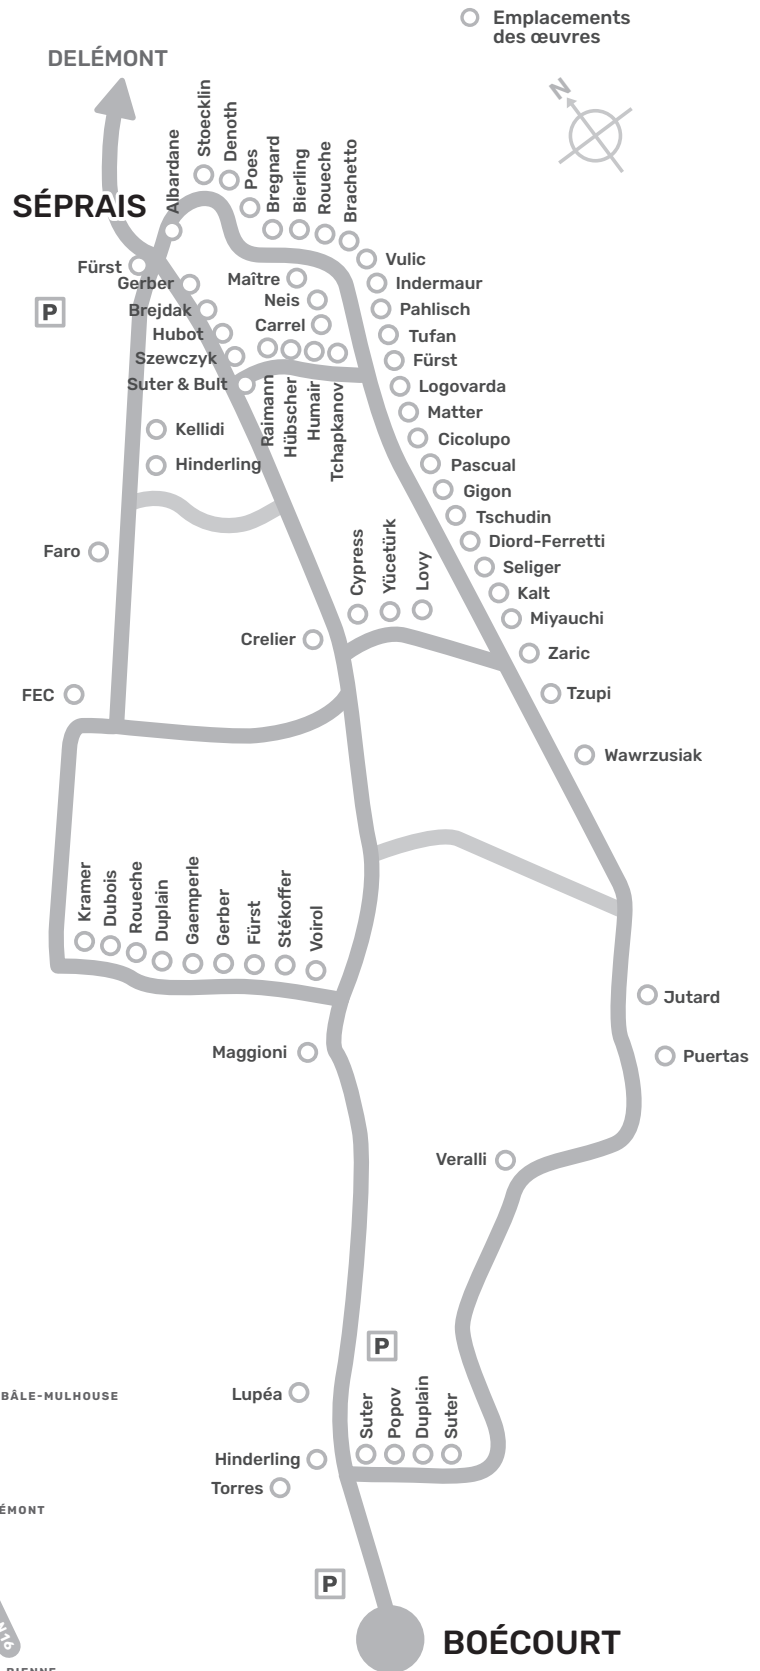 Emplacements
des œuvres
DELÉMONT
N
SÉPRAIS
Albardane
Stoecklin
Denoth
Poes
Bregnard
Bierling
Roueche
Brachetto
Vulic
Indermaur
Pahlisch
Tufan
Fürst
Logovarda
Matter
Cicolupo
Pascual
Gigon
Tschudin
Diord-Ferretti
Seliger
Kalt
Miyauchi
Zaric
Tzupi
Wawrzusiak
Fürst
Gerber
Brejdak
Hubot
Szewczyk
Suter & Bult
P
Maître
Neis
Carrel
Raimann
Hübscher
Humair
Tchapkanov
Kellidi
Hinderling
Faro
Cypress
Yücetürk
Lovy
Crelier
FEC
Kramer
Dubois
Roueche
Duplain
Gaemperle
Gerber
Fürst
Stékoffer
Voirol
Jutard
Puertas
Maggioni
Veralli
P
Lupéa
Suter
Popov
Duplain
Suter
Hinderling
Torres
BÂLE-MULHOUSE
ÉMONT
P
BOÉCOURT
N16